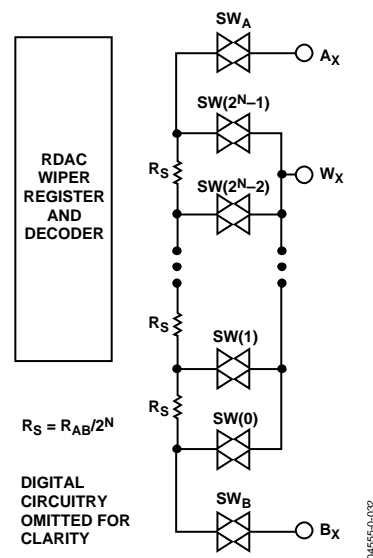 SWA
AX
SW(2N–1)
RDAC
WIPER
REGISTER
AND
DECODER
RS
WX
SW(2N–2)
RS
SW(1)
RS
SW(0)
RS = RAB/2N
DIGITAL
CIRCUITRY
OMITTED FOR
CLARITY
SWB
BX
04555-0-032